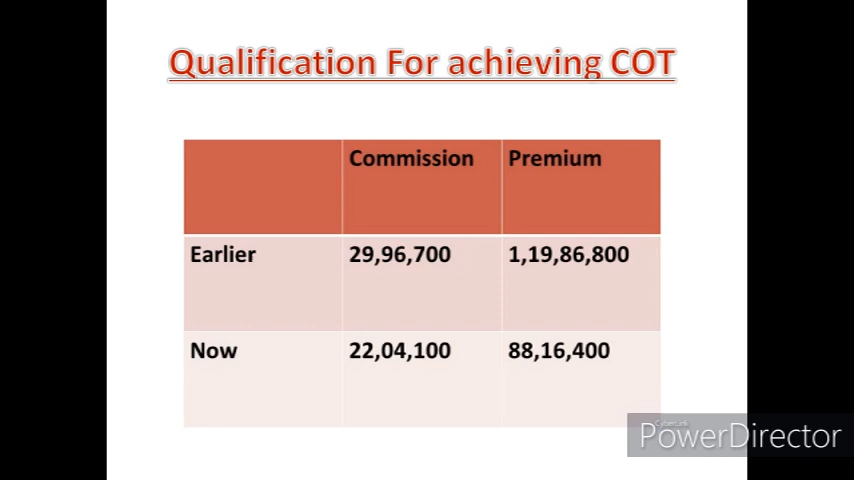 Qualification For achieving COT
Commission Premium
Earlier 29,96,700 1,19,86,800
Now 22,04,100 88,16,400
CyberLink
PowerDirector